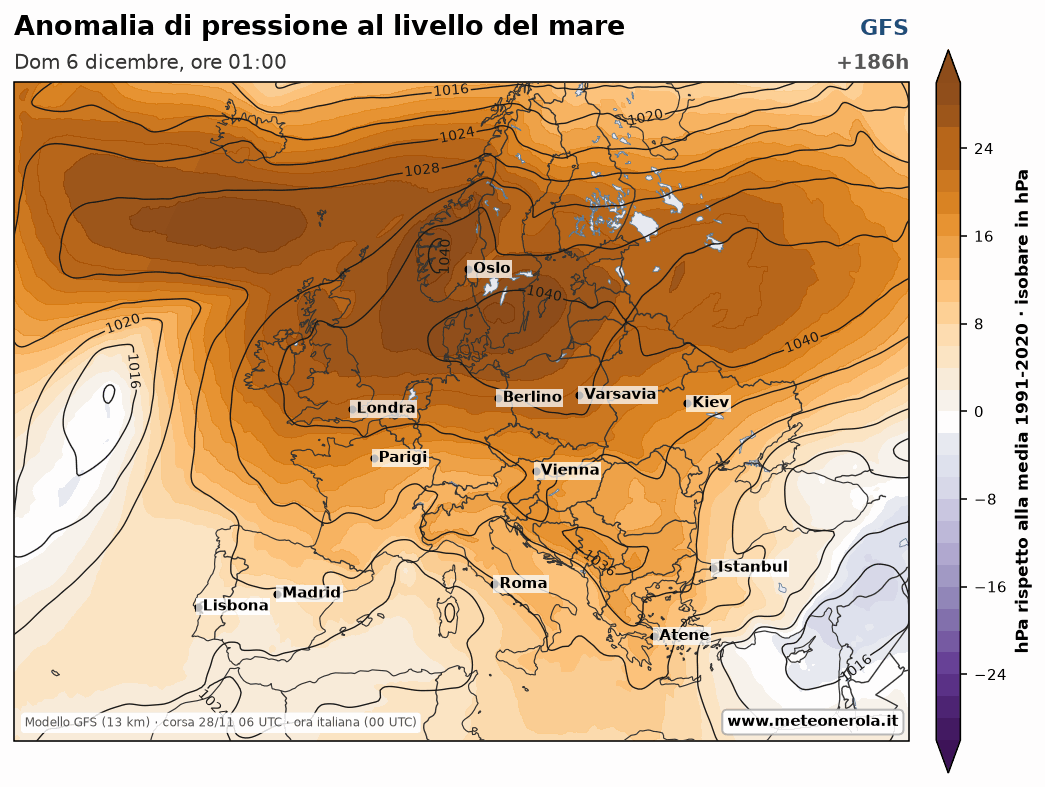 Anomalia di pressione al livello del mare
GFS
Dom 6 dicembre, ore 01:00
+186h
1016
1020
1024
1028
1040
Oslo
1040
1020
1016
1040
Londra
Berlino
Varsavia
Kiev
Parigi
Vienna
1036
Istanbul
Roma
Madrid
Lisbona
Atene
1016
Modello GFS (13 km) · corsa 28/11 06 UTC · ora italiana (00 UTC)
www.meteonerola.it
24
16
8
0
−8
−16
−24
hPa rispetto alla media 1991-2020 · isobare in hPa